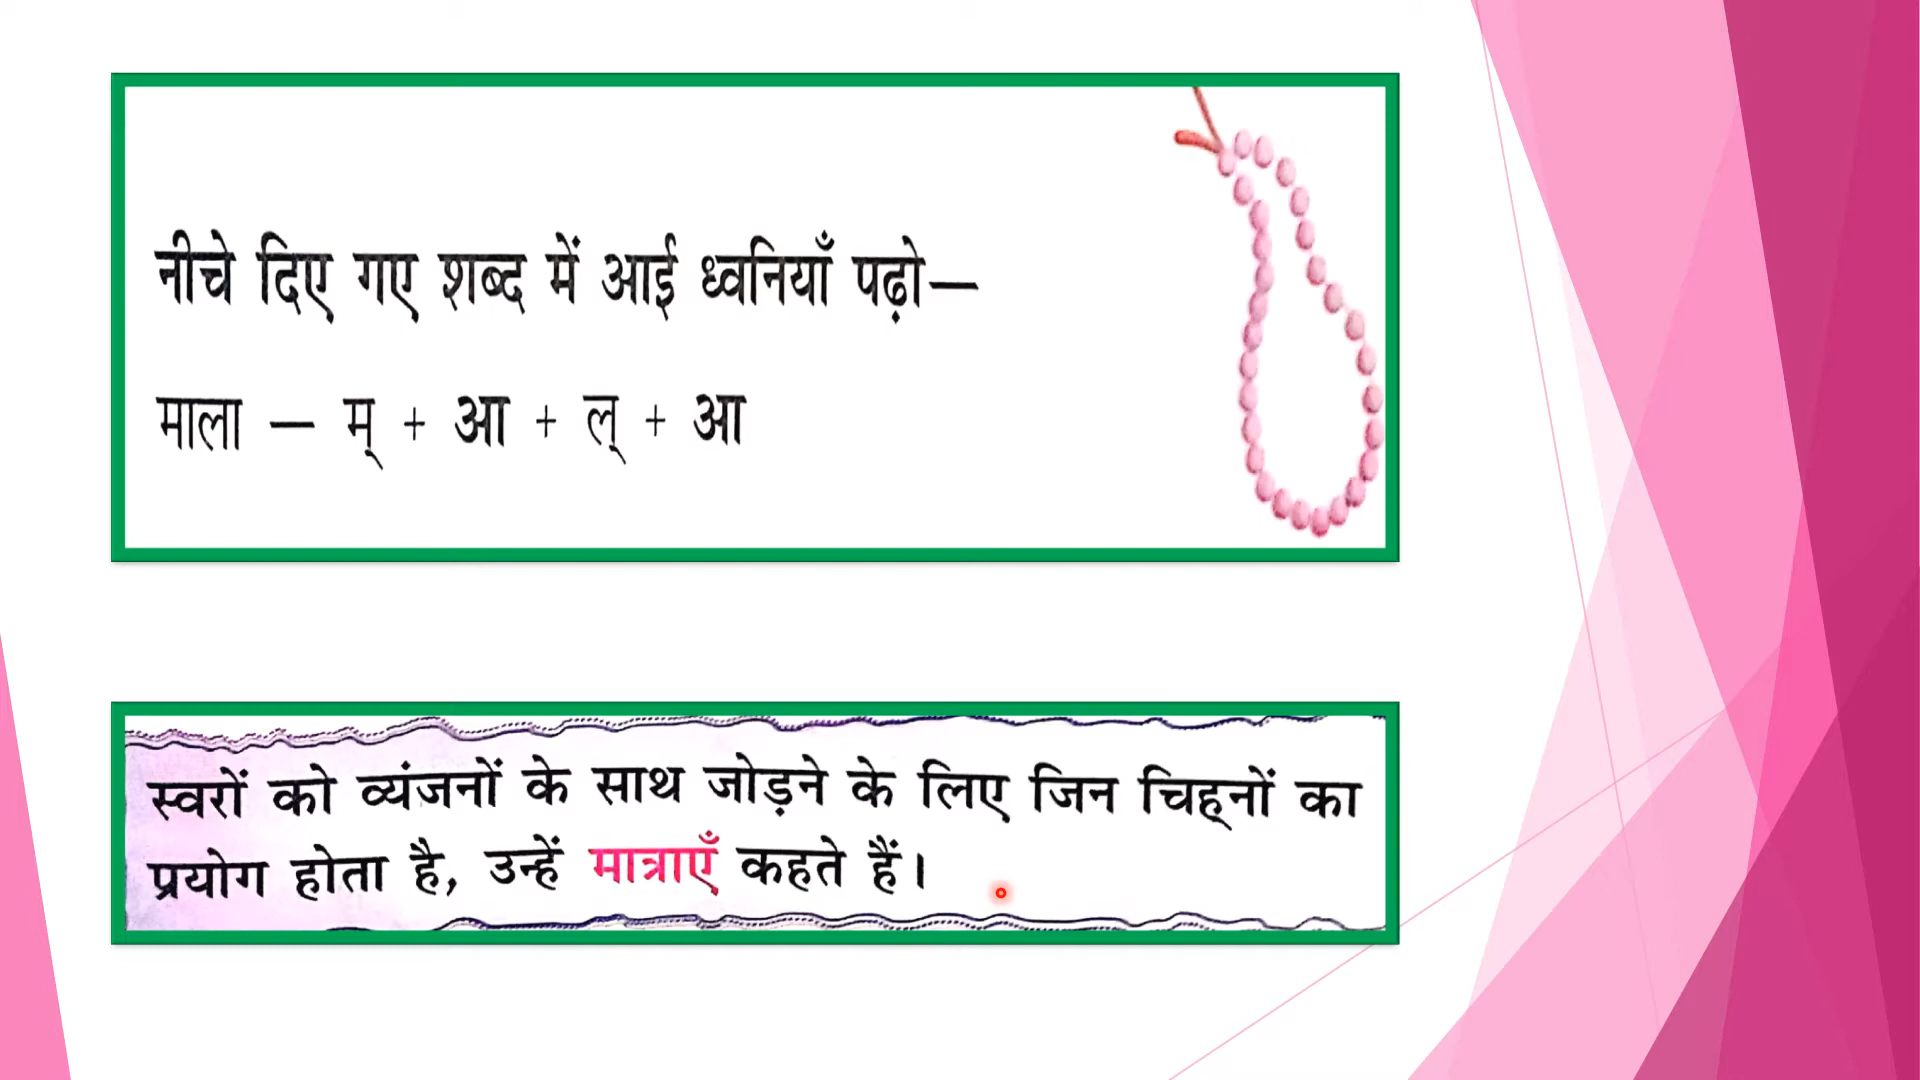 नीचे दिए गए शब्द में आई ध्वनियाँ पढ़ो—
माला — म् + आ + ल् + आ
स्वरों को व्यंजनों के साथ जोड़ने के लिए जिन चिह्नों का
प्रयोग होता है, उन्हें मात्राएँ कहते हैं।